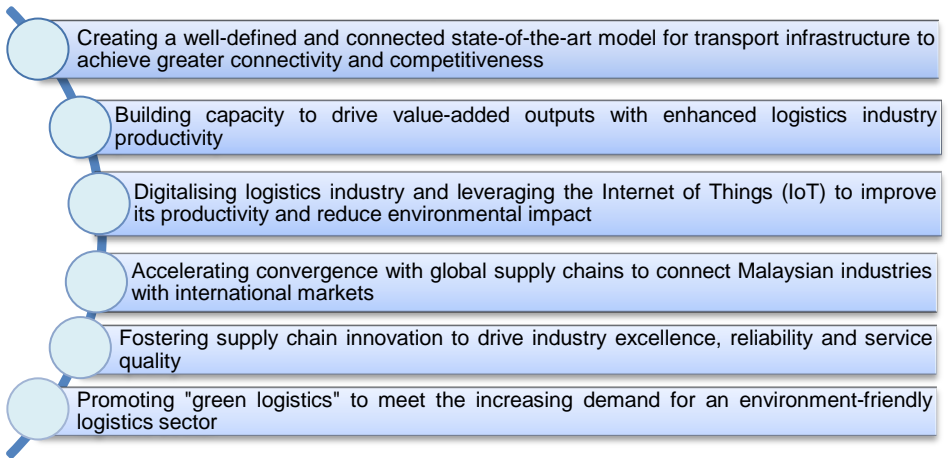 Creating a well-defined and connected state-of-the-art model for transport infrastructure to
achieve greater connectivity and competitiveness
Building capacity to drive value-added outputs with enhanced logistics industry
productivity
Digitalising logistics industry and leveraging the Internet of Things (IoT) to improve
its productivity and reduce environmental impact
Accelerating convergence with global supply chains to connect Malaysian industries
with international markets
Fostering supply chain innovation to drive industry excellence, reliability and service
quality
Promoting "green logistics" to meet the increasing demand for an environment-friendly
logistics sector